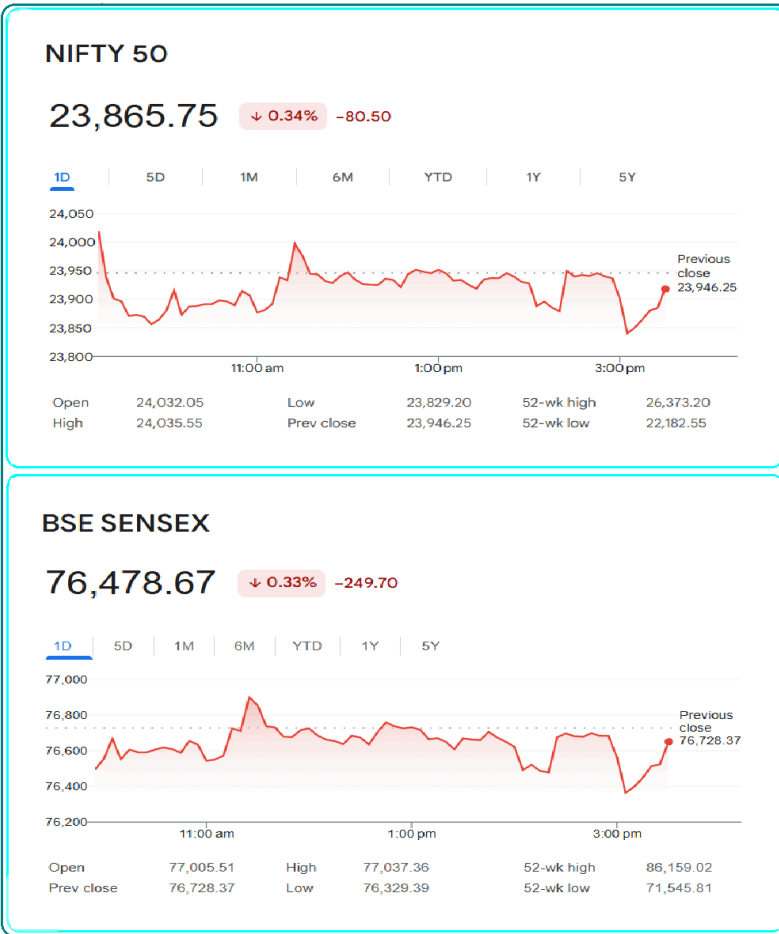 NIFTY 50
23,865.75 ↓ 0.34% −80.50
1D 5D 1M 6M YTD 1Y 5Y
24,050
24,000
23,950
23,900
23,850
23,800
Previous
close
23,946.25
11:00 am 1:00 pm 3:00 pm
Open 24,032.05 Low 23,829.20 52-wk high 26,373.20
High 24,035.55 Prev close 23,946.25 52-wk low 22,182.55
BSE SENSEX
76,478.67 ↓ 0.33% −249.70
1D 5D 1M 6M YTD 1Y 5Y
77,000
76,800
76,600
76,400
76,200
Previous
close
76,728.37
11:00 am 1:00 pm 3:00 pm
Open 77,005.51 High 77,037.36 52-wk high 86,159.02
Prev close 76,728.37 Low 76,329.39 52-wk low 71,545.81